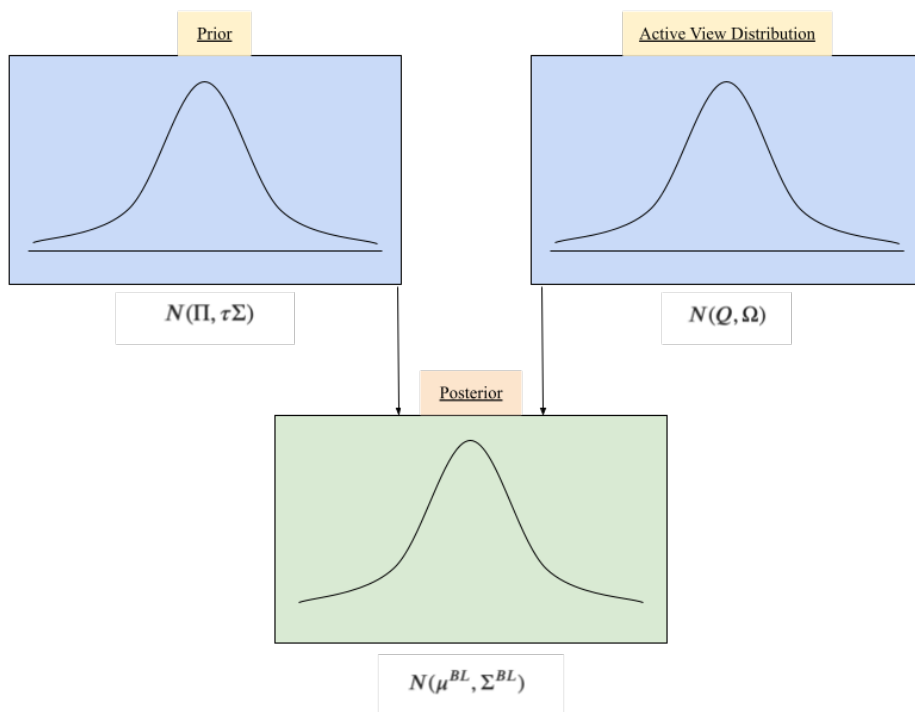 Prior
Active View Distribution
N(Π, τΣ)
N(Q, Ω)
Posterior
N(μ^{BL}, Σ^{BL})